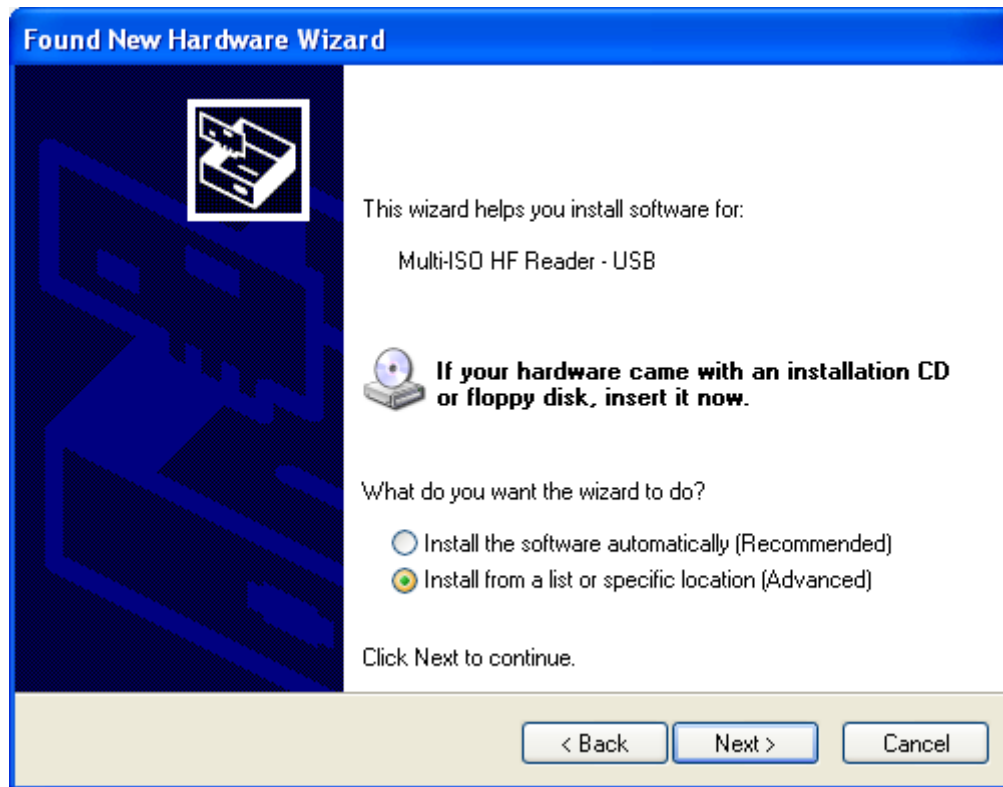 Found New Hardware Wizard
This wizard helps you install software for:
Multi-ISO HF Reader - USB
If your hardware came with an installation CD
or floppy disk, insert it now.
What do you want the wizard to do?
Install the software automatically (Recommended)
Install from a list or specific location (Advanced)
Click Next to continue.
< Back Next > Cancel